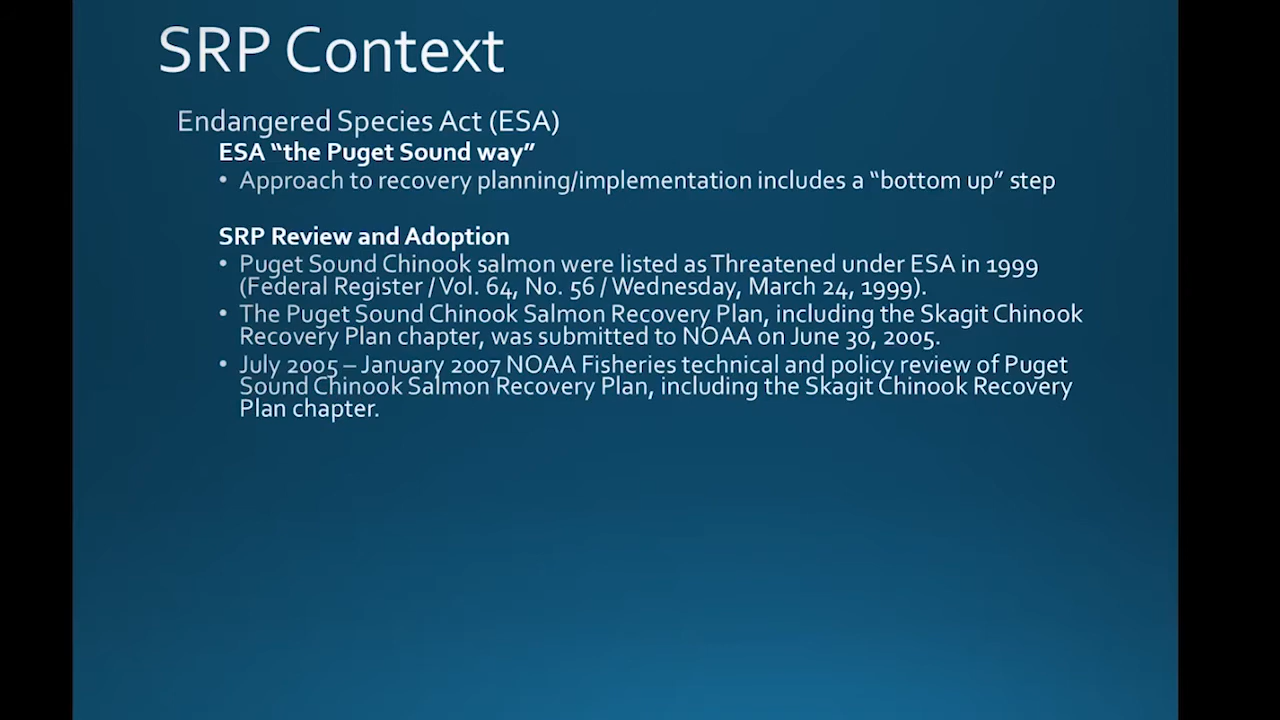 SRP Context
Endangered Species Act (ESA)
ESA “the Puget Sound way”
• Approach to recovery planning/implementation includes a “bottom up” step
SRP Review and Adoption
• Puget Sound Chinook salmon were listed as Threatened under ESA in 1999
(Federal Register / Vol. 64, No. 56 / Wednesday, March 24, 1999).
• The Puget Sound Chinook Salmon Recovery Plan, including the Skagit Chinook
Recovery Plan chapter, was submitted to NOAA on June 30, 2005.
• July 2005 – January 2007 NOAA Fisheries technical and policy review of Puget
Sound Chinook Salmon Recovery Plan, including the Skagit Chinook Recovery
Plan chapter.